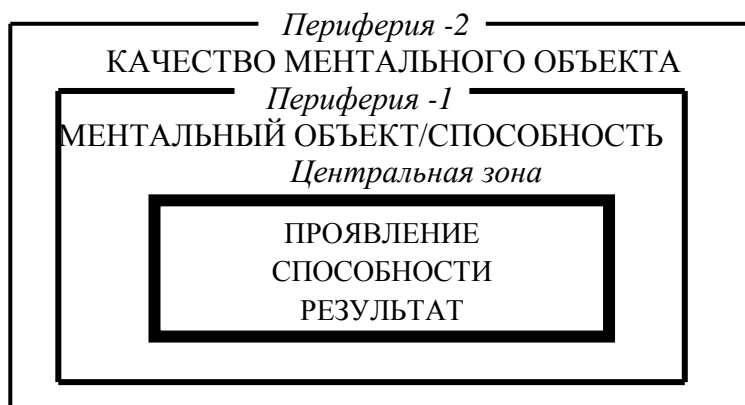 Периферия -2
КАЧЕСТВО МЕНТАЛЬНОГО ОБЪЕКТА
Периферия -1
МЕНТАЛЬНЫЙ ОБЪЕКТ/СПОСОБНОСТЬ
Центральная зона
ПРОЯВЛЕНИЕ
СПОСОБНОСТИ
РЕЗУЛЬТАТ